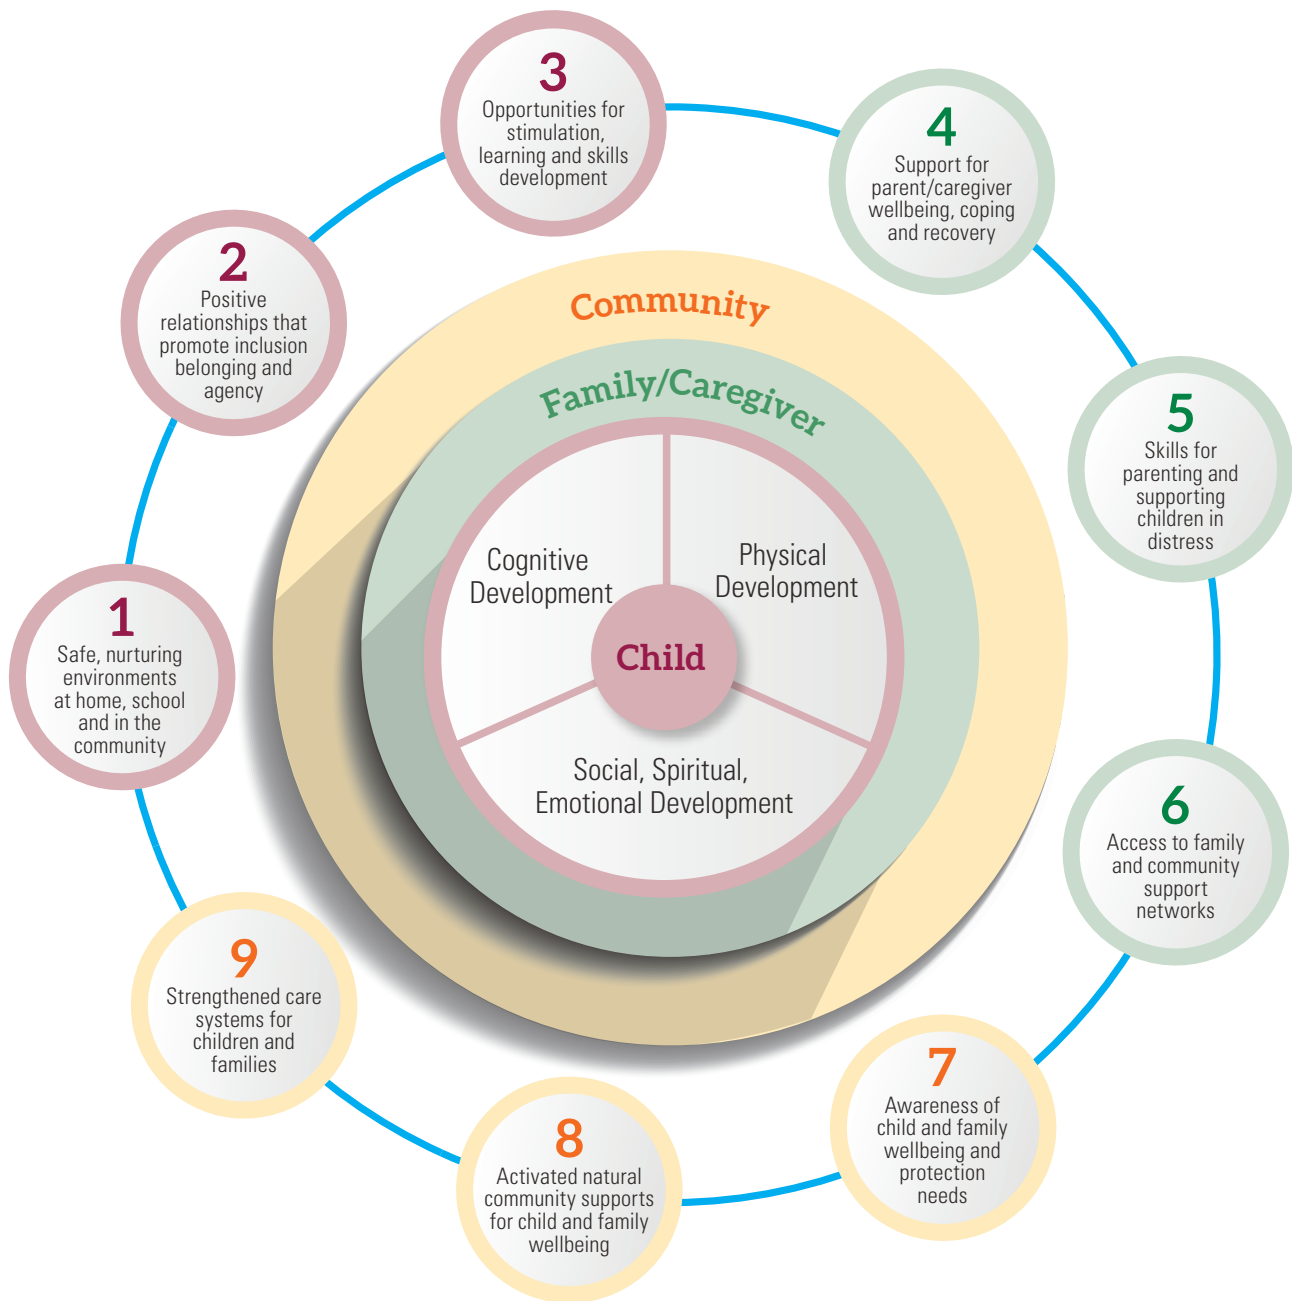 3
Opportunities for
stimulation,
learning and skills
development
4
Support for
parent/caregiver
wellbeing, coping
and recovery
2
Positive
relationships that
promote inclusion
belonging and
agency
5
Skills for
parenting and
supporting
children in
distress
1
Safe, nurturing
environments
at home, school
and in the
community
6
Access to family
and community
support
networks
9
Strengthened care
systems for
children and
families
7
Awareness of
child and family
wellbeing and
protection
needs
8
Activated natural
community supports
for child and family
wellbeing
Community
Family/Caregiver
Cognitive
Development
Physical
Development
Child
Social, Spiritual,
Emotional Development